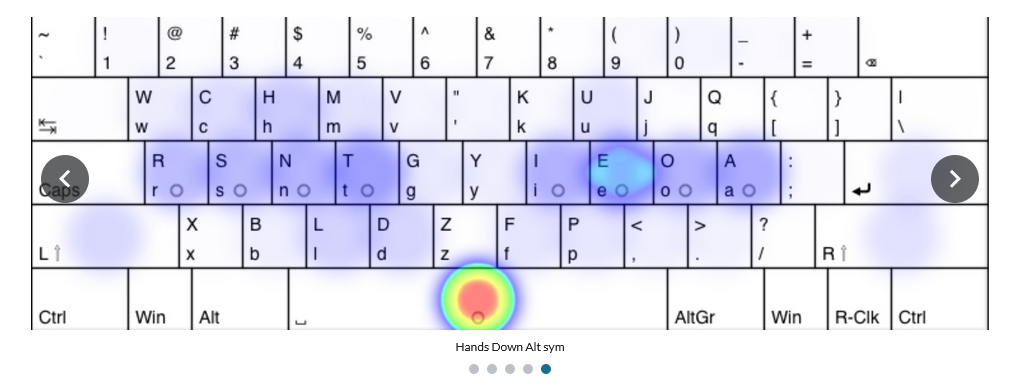 ~ ! @ # $ % ^ & * ( ) _ +
` 1 2 3 4 5 6 7 8 9 0 - = ⌫
W C H M V " K U J Q { } |
↹ w c h m v ' k u j q [ ] \
R S N T G Y I E O A :
Caps r s n t g y i e o a ; ↵
X B L D Z F P < > ?
L⇧ x b l d z f p , . / R⇧
Ctrl Win Alt ⎵ AltGr Win R-Clk Ctrl
Hands Down Alt sym